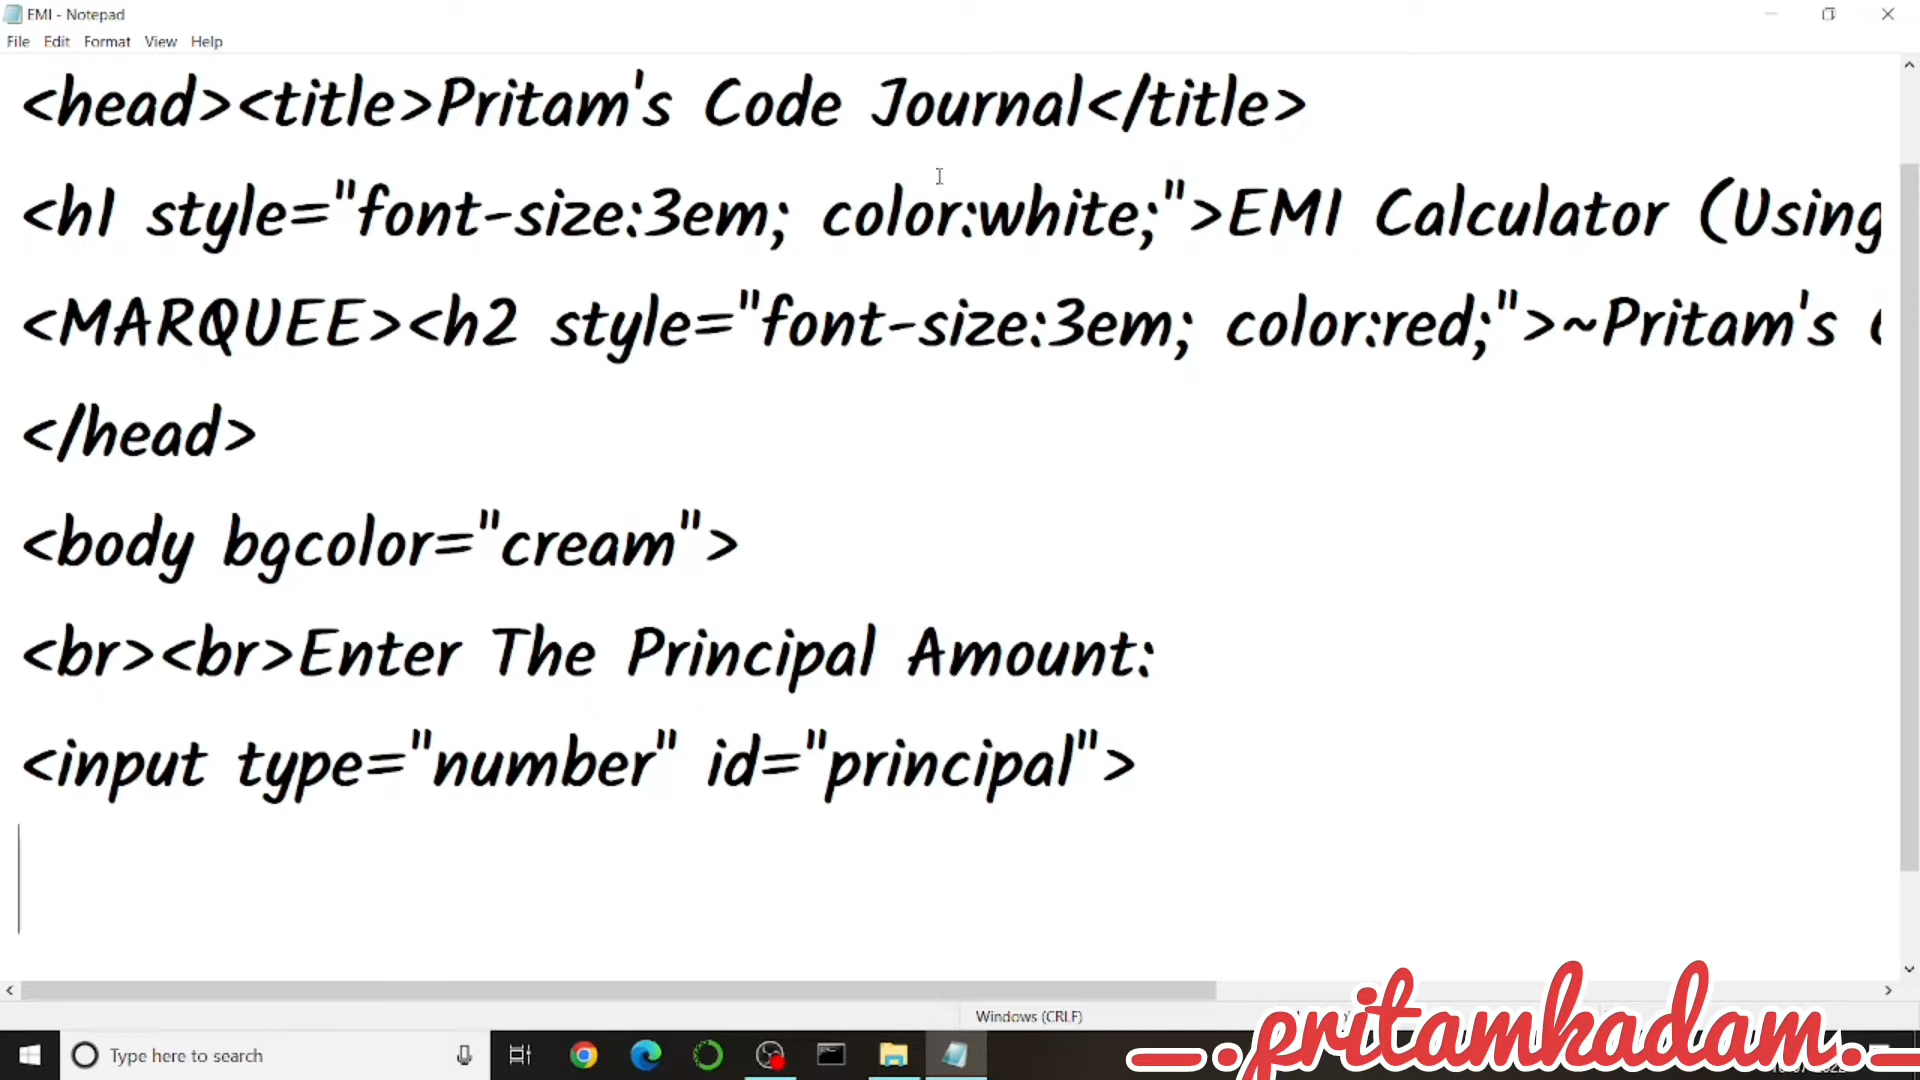 EMI - Notepad
File Edit Format View Help
<head><title>Pritam's Code Journal</title>
<h1 style="font-size:3em; color:white;">EMI Calculator (Using
<MARQUEE><h2 style="font-size:3em; color:red;">~Pritam's
</head>
<body bgcolor="cream">
<br><br>Enter The Principal Amount:
<input type="number" id="principal">
Windows (CRLF)
Type here to search
_.pritamkadam._